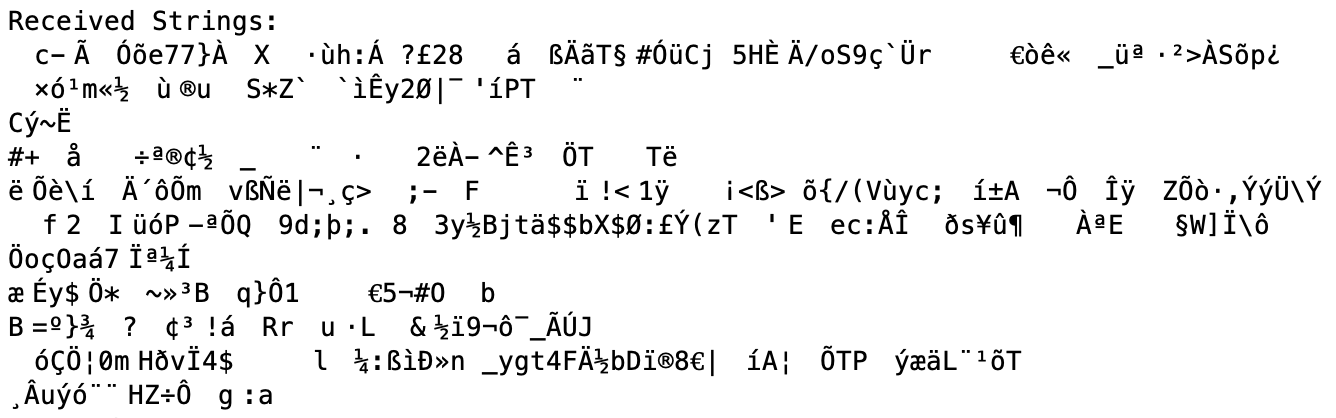 Received Strings:
c- Ã Óõe77}À X ·ùh:Á ?£28 á ßÄãT§ #ÓüCj 5HÈ Ä/oS9ç`Ür €òê« _üª ·²>ÀSõp¿
×ó¹m«½ ù ®u S*Z` `ìÊy2Ø|¯ 'íPT ¨
Cý~Ë
#+ å ÷ª®¢½ _ ¨ · 2ëÀ- ^Ê³ ÖT Të
ë Õè\í Ä´ôÕm vßÑë|¬¸ç> ;- F ï !< 1ÿ ¡<ß> õ{/(Vùyc; í±A ¬Ô Îÿ ZÕò·,ÝýÜ\Ý
f 2 I üóP -ªÕQ 9d;þ;. 8 3y½Bjtä$$bX$Ø:£Ý(zT ' E ec:ÅÎ ðs¥û¶ ÀªE §W]Ï\ô
ÖoçOaá7 Ïª¼Í
æ Éy$ Ö* ~»³B q}Ô1 €5¬#O b
B =º}¾ ? ¢³ !á Rr u ·L & ½ï9¬ô¯_ÃÚJ
óÇÖ¦0m HðvÏ4$ l ¼:ßìÐ»n _ygt4FÄ½bDï®8€| íA¦ ÕTP ýæäL¨¹õT
¸Âuýó¨¨ HZ÷Ô g :a